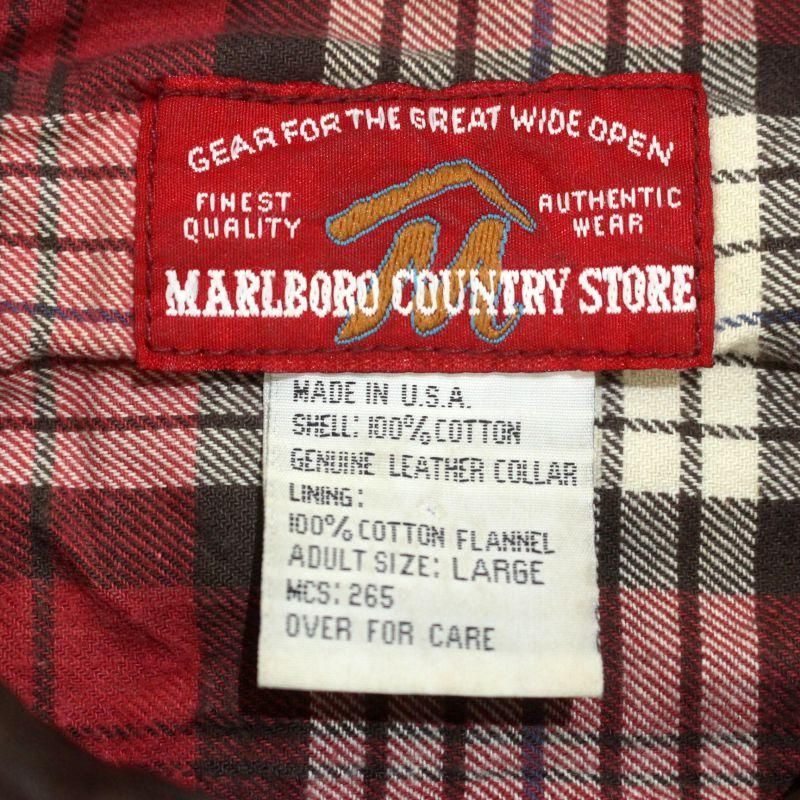 GEAR FOR THE GREAT WIDE OPEN
FINEST
QUALITY
AUTHENTIC
WEAR
M
MARLBORO COUNTRY STORE
MADE IN U.S.A.
SHELL: 100% COTTON
GENUINE LEATHER COLLAR
LINING:
100% COTTON FLANNEL
ADULT SIZE: LARGE
MCS: 265
OVER FOR CARE